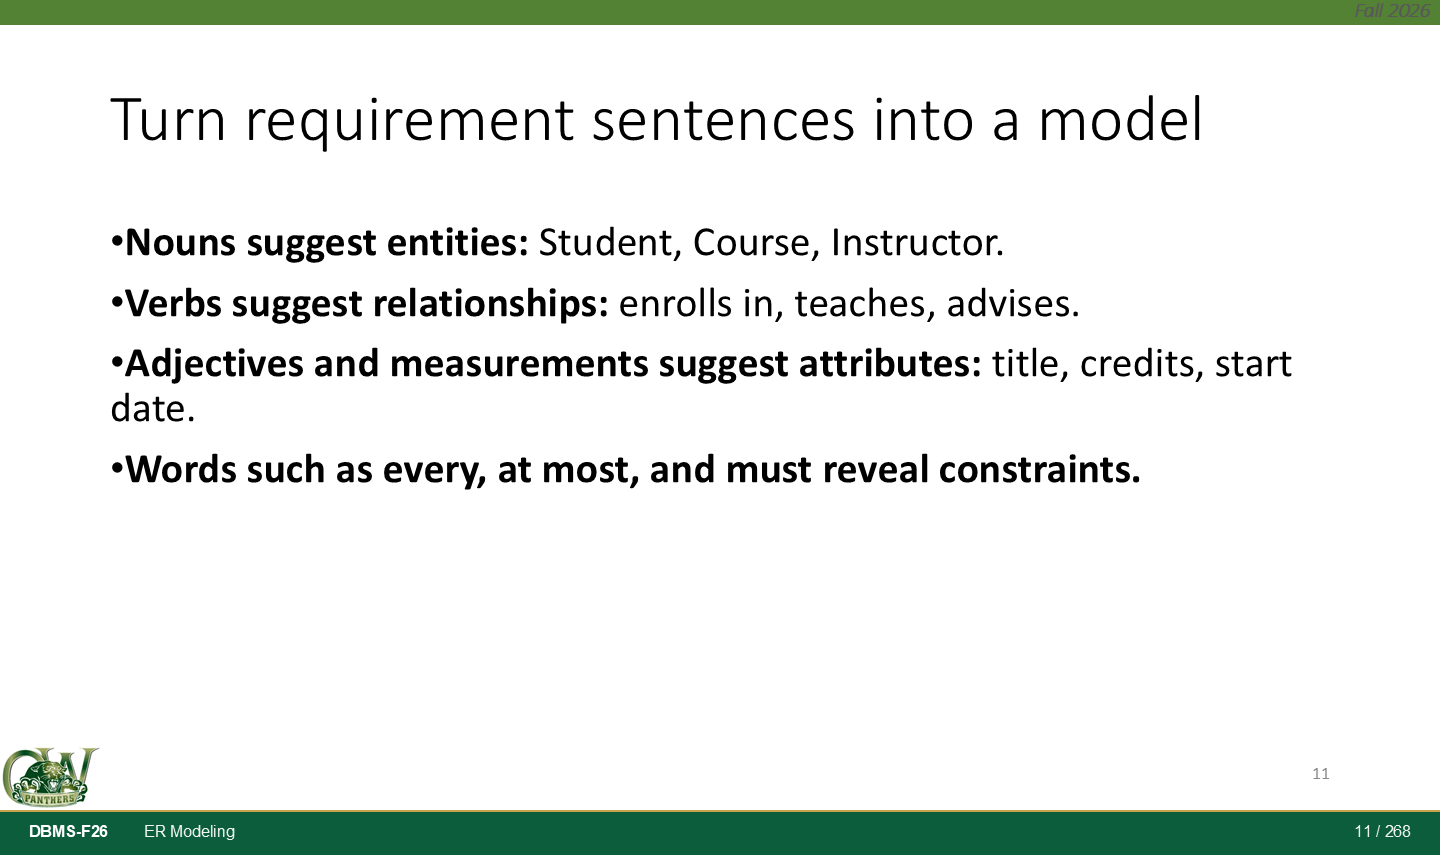 Fall 2026
Turn requirement sentences into a model
•Nouns suggest entities: Student, Course, Instructor.
•Verbs suggest relationships: enrolls in, teaches, advises.
•Adjectives and measurements suggest attributes: title, credits, start
date.
•Words such as every, at most, and must reveal constraints.
OW
PANTHERS
11
DBMS-F26 ER Modeling 11 / 268